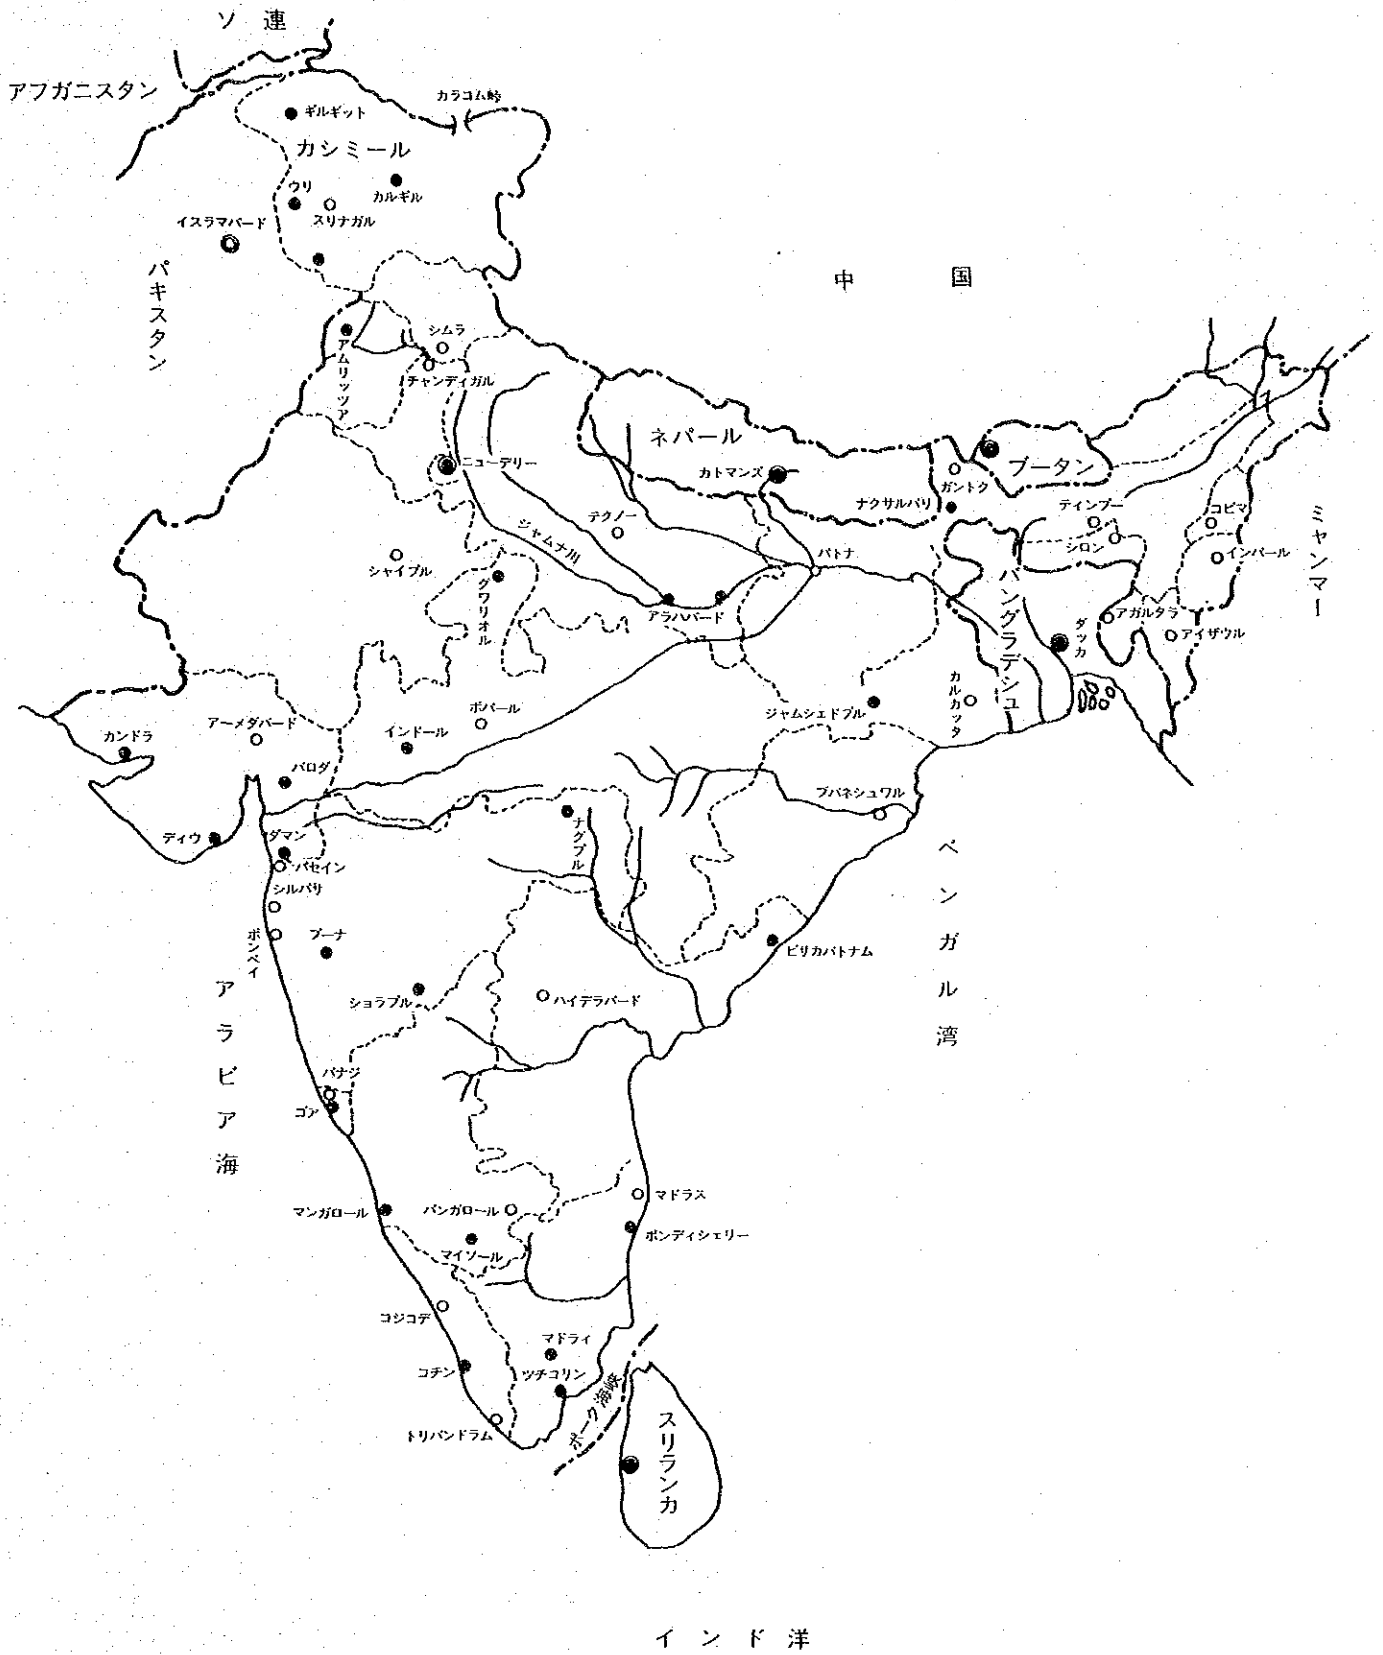 ソ連
アフガニスタン
カラコム峠
ギルギット
カシミール
ウリ
カルギル
スリナガル
イスラマバード
パキスタン
中国
シムラ
アムリッツア
チャンディガル
ネパール
ニューデリー
カトマンズ
ブータン
ガントク
ナクサルバリ
ティンプー
コビマ
ミャンマー
テクノー
ジャムナ川
シロン
インパール
パトナ
シャイプル
グワリオル
バングラデシュ
アラハバード
ダッカ
アガルタラ
アイザウル
カルカッタ
ボパール
ジャムシェドプル
アーメダバード
カンドラ
インドール
バロダ
ブバネシュワル
ディウ
ダマン
ナグプル
バセイン
シルバサ
ボンベイ
プーナ
ベンガル湾
ビサカパトナム
アラビア海
ショラプル
ハイデラバード
パナジ
ゴア
マドラス
マンガロール
バンガロール
ポンディシェリー
マイソール
コジコデ
マドライ
コチン
ツチコリン
ポーク海峡
トリバンドラム
スリランカ
インド洋